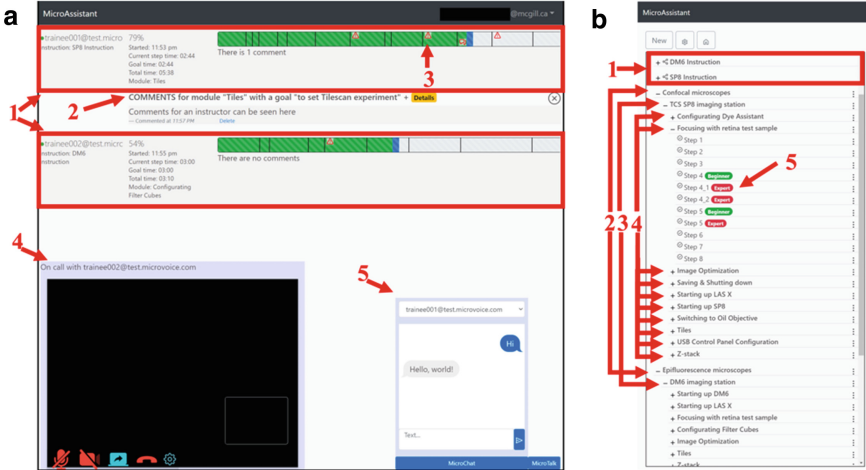 a
MicroAssistant
@mcgill.ca
1
trainee001@test.micro
79%
nstruction: SP8 Instruction
Started: 11:53 pm
Current step time: 02:44
Goal time: 02:44
Total time: 05:38
Module: Tiles
There is 1 comment
3
2
COMMENTS for module "Tiles" with a goal "to set Tilescan experiment" + Details
Comments for an instructor can be seen here
-- Commented at 11:57 PM Delete
trainee002@test.micrc
54%
nstruction: DM6
nstruction
Started: 11:55 pm
Current step time: 03:00
Goal time: 03:00
Total time: 03:10
Module: Configurating
Filter Cubes
There are no comments
4
On call with trainee002@test.microvoice.com
5
trainee001@test.microvoice.com
Hi
Hello, world!
Text...
MicroChat
MicroTalk
b
MicroAssistant
New
1
+ DM6 Instruction
+ SP8 Instruction
– Confocal microscopes
– TCS SP8 imaging station
+ Configurating Dye Assistant
– Focusing with retina test sample
Step 1
Step 2
Step 3
Step 4 Beginner
Step 4_1 Expert
5
Step 4_2 Expert
Step 5 Beginner
Step 5 Expert
2 3 4
Step 6
Step 7
Step 8
+ Image Optimization
+ Saving & Shutting down
+ Starting up LAS X
+ Starting up SP8
+ Switching to Oil Objective
+ Tiles
+ USB Control Panel Configuration
+ Z-stack
– Epifluorescence microscopes
– DM6 imaging station
+ Starting up DM6
+ Starting up LAS X
+ Focusing with retina test sample
+ Configurating Filter Cubes
+ Image Optimization
+ Tiles
+ Z-stack